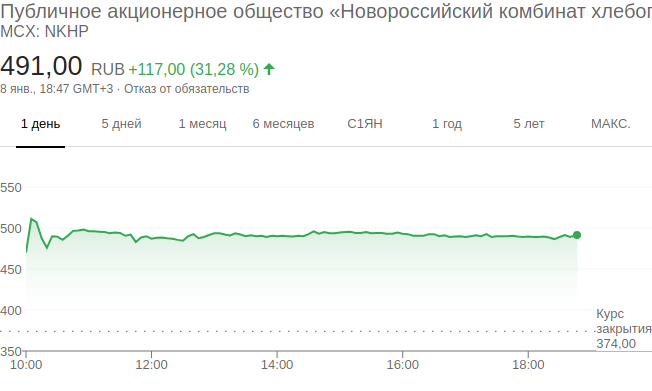 Публичное акционерное общество «Новороссийский комбинат
MCX: NKHP
491,00 RUB +117,00 (31,28 %)
8 янв., 18:47 GMT+3 · Отказ от обязательств
1 день 5 дней 1 месяц 6 месяцев С1ЯН 1 год 5 лет МАКС.
550
500
450
400
Курс
закрытия
374,00
350
10:00 12:00 14:00 16:00 18:00